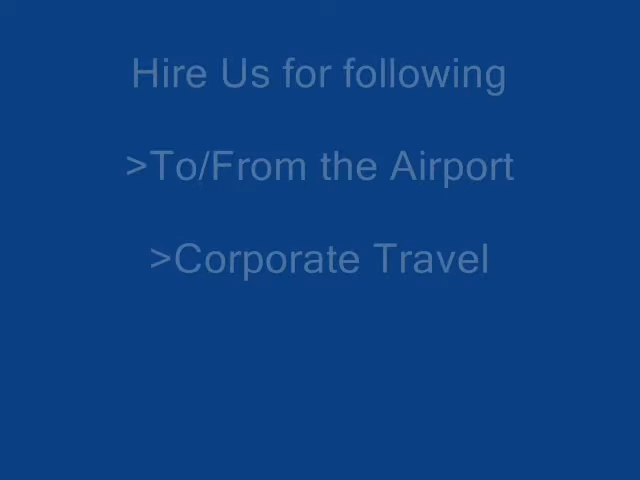 Hire Us for following
>To/From the Airport
>Corporate Travel